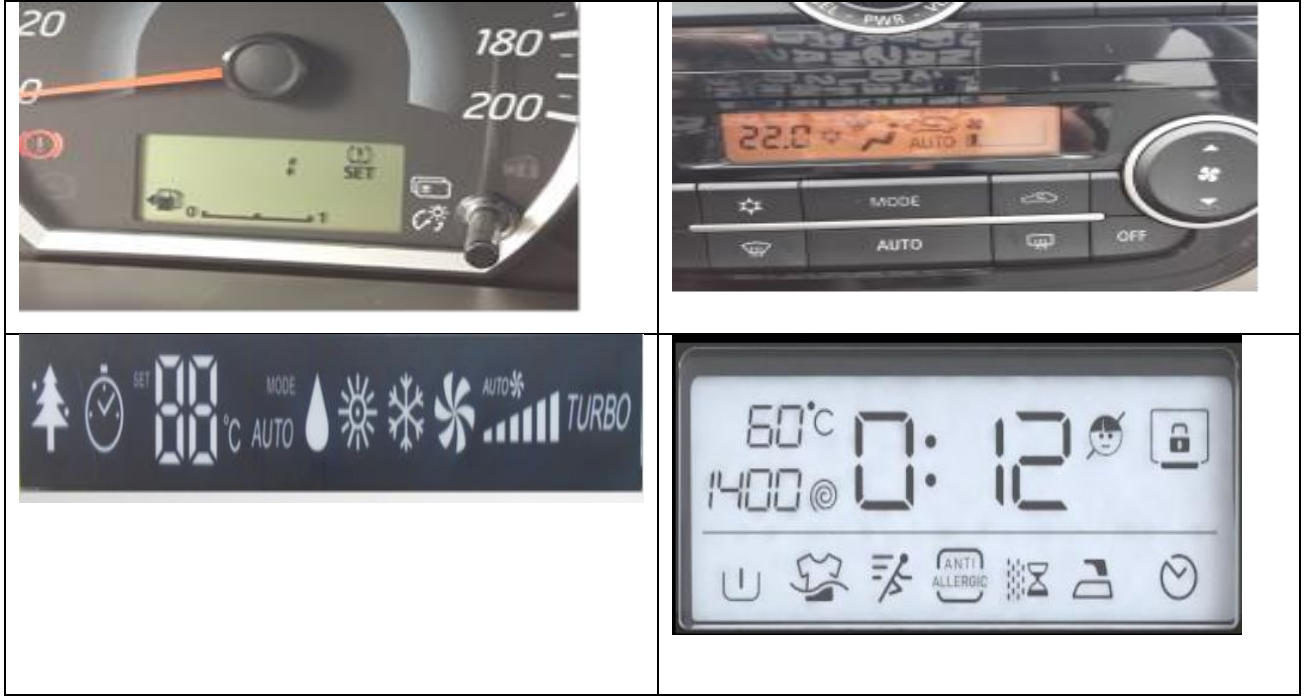 20
180
200
SET
0 1
PWR
22.0
AUTO
MODE
AUTO
OFF
SET
88
°C
MODE
AUTO
AUTO
TURBO
60°C
0:12
1400
ANTI
ALLERGIC